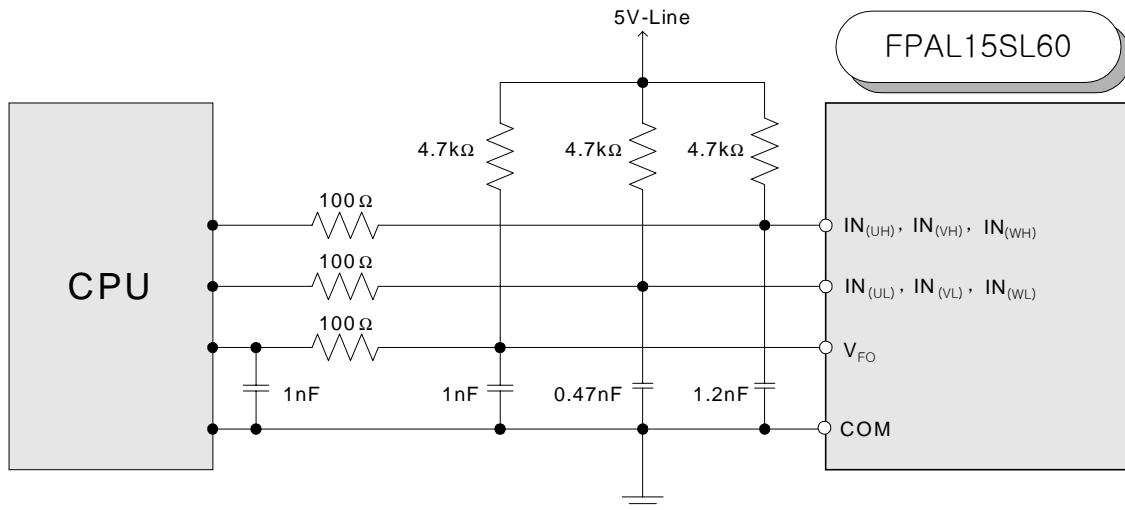 5V-Line
FPAL15SL60
4.7kΩ
4.7kΩ
4.7kΩ
100Ω
IN(UH), IN(VH), IN(WH)
CPU
100Ω
IN(UL), IN(VL), IN(WL)
100Ω
VFO
1nF
1nF
0.47nF
1.2nF
COM